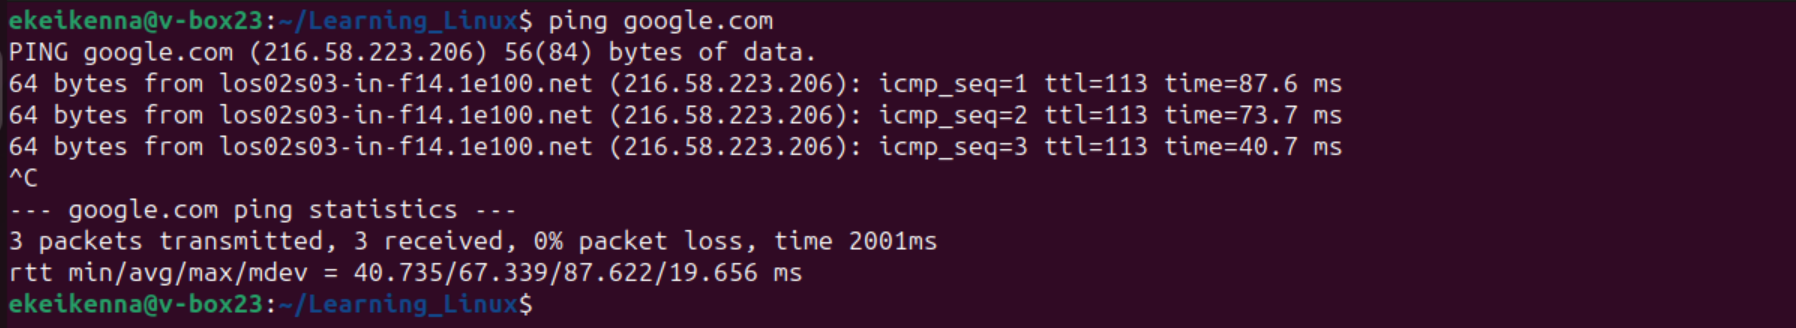 ekeikenna@v-box23:~/Learning_Linux$ ping google.com
PING google.com (216.58.223.206) 56(84) bytes of data.
64 bytes from los02s03-in-f14.1e100.net (216.58.223.206): icmp_seq=1 ttl=113 time=87.6 ms
64 bytes from los02s03-in-f14.1e100.net (216.58.223.206): icmp_seq=2 ttl=113 time=73.7 ms
64 bytes from los02s03-in-f14.1e100.net (216.58.223.206): icmp_seq=3 ttl=113 time=40.7 ms
^C
--- google.com ping statistics ---
3 packets transmitted, 3 received, 0% packet loss, time 2001ms
rtt min/avg/max/mdev = 40.735/67.339/87.622/19.656 ms
ekeikenna@v-box23:~/Learning_Linux$